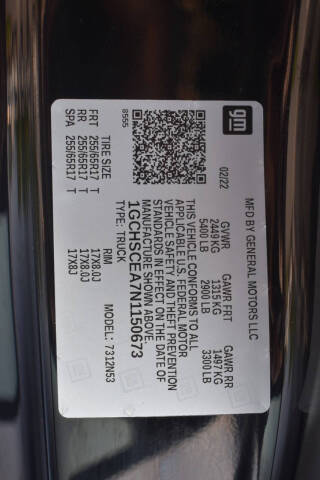 gm
MFD BY GENERAL MOTORS LLC
02/22 GVWR GAWR FRT GAWR RR
2449 KG 1315 KG 1497 KG
5400 LB 2900 LB 3300 LB
THIS VEHICLE CONFORMS TO ALL
APPLICABLE U.S. FEDERAL MOTOR
VEHICLE SAFETY AND THEFT PREVENTION
STANDARDS IN EFFECT ON THE DATE OF
MANUFACTURE SHOWN ABOVE.
1GCHSCEA7N1150673
TYPE: TRUCK MODEL: 7312N53
8555
TIRE SIZE RIM
FRT 255/65R17 T 17X8.0J
RR 255/65R17 T 17X8.0J
SPA 255/65R17 T 17X8J